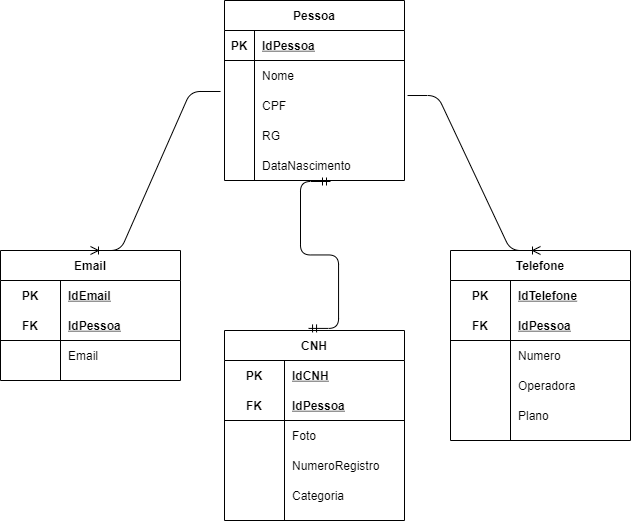 Pessoa
PK IdPessoa
Nome
CPF
RG
DataNascimento
Email
PK IdEmail
FK IdPessoa
Email
CNH
PK IdCNH
FK IdPessoa
Foto
NumeroRegistro
Categoria
Telefone
PK IdTelefone
FK IdPessoa
Numero
Operadora
Plano